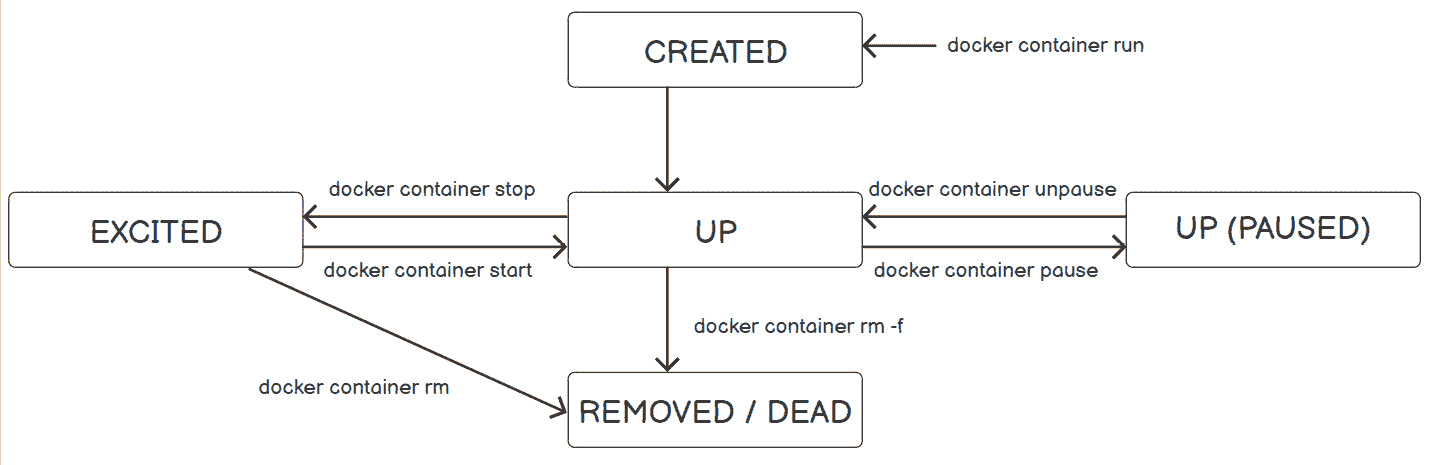 CREATED
docker container run
docker container stop
docker container unpause
EXCITED
UP
UP (PAUSED)
docker container start
docker container pause
docker container rm -f
docker container rm
REMOVED / DEAD